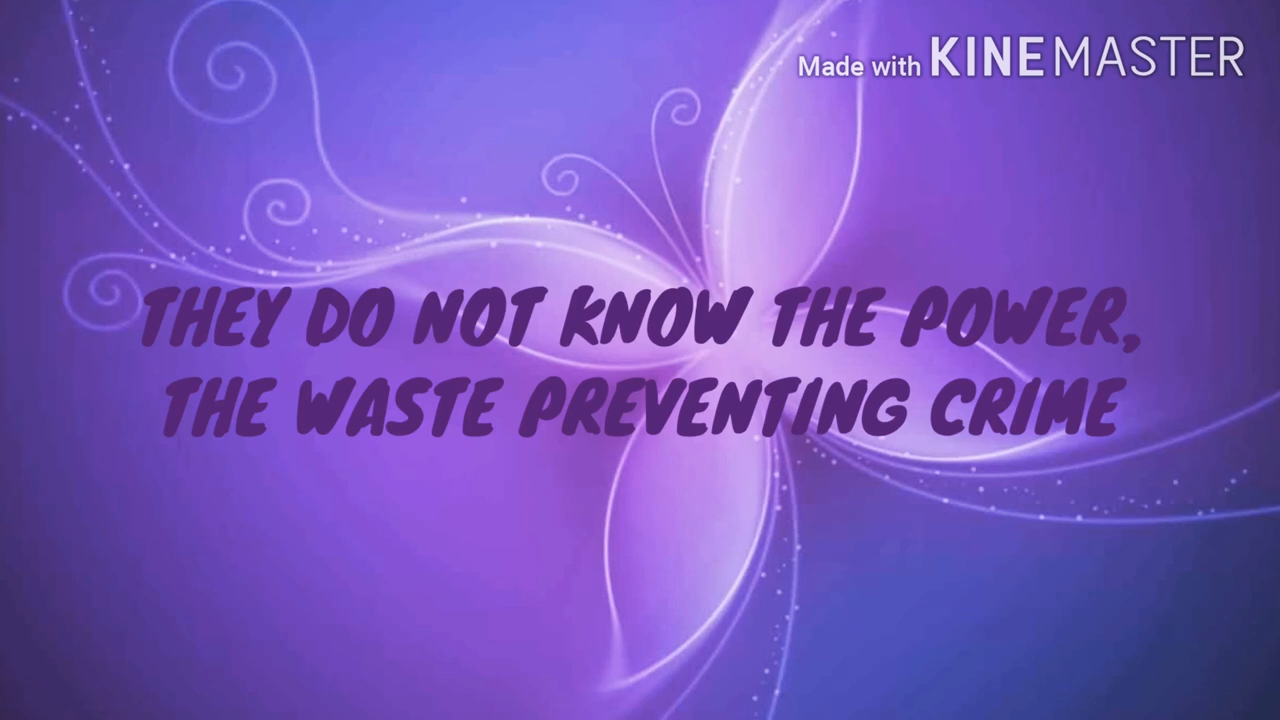 Made with KINEMASTER
THEY DO NOT KNOW THE POWER,
THE WASTE PREVENTING CRIME